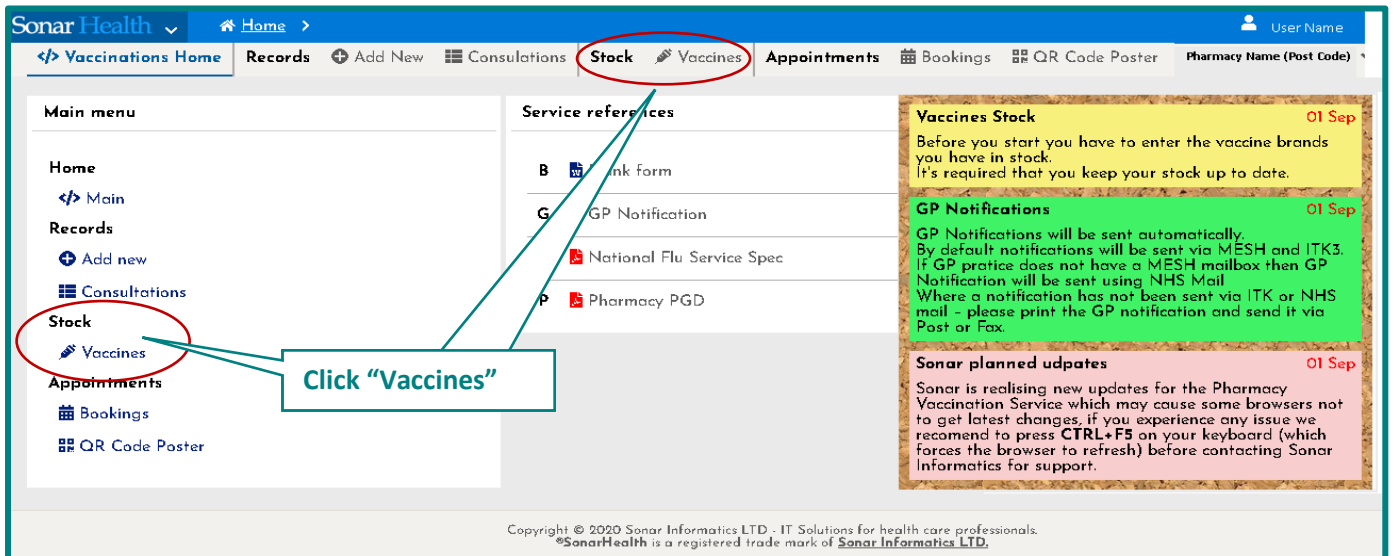 Sonar Health Home > User Name
</> Vaccinations Home Records Add New Consulations Stock Vaccines Appointments Bookings QR Code Poster Pharmacy Name (Post Code)
Main menu
Home
</> Main
Records
Add new
Consultations
Stock
Vaccines
Appointments
Bookings
QR Code Poster
Click “Vaccines”
Service references
B form
G GP Notification
National Flu Service Spec
P Pharmacy PGD
Vaccines Stock 01 Sep
Before you start you have to enter the vaccine brands
you have in stock.
It's required that you keep your stock up to date.
GP Notifications 01 Sep
GP Notifications will be sent automatically.
By default notifications will be sent via MESH and ITK3.
If GP pratice does not have a MESH mailbox then GP
Notification will be sent using NHS Mail
Where a notification has not been sent via ITK or NHS
mail - please print the GP notification and send it via
Post or Fax.
Sonar planned udpates 01 Sep
Sonar is realising new updates for the Pharmacy
Vaccination Service which may cause some browsers not
to get latest changes, if you experience any issue we
recomend to press CTRL+F5 on your keyboard (which
forces the browser to refresh) before contacting Sonar
Informatics for support.
Copyright © 2020 Sonar Informatics LTD - IT Solutions for health care professionals.
®SonarHealth is a registered trade mark of Sonar Informatics LTD.